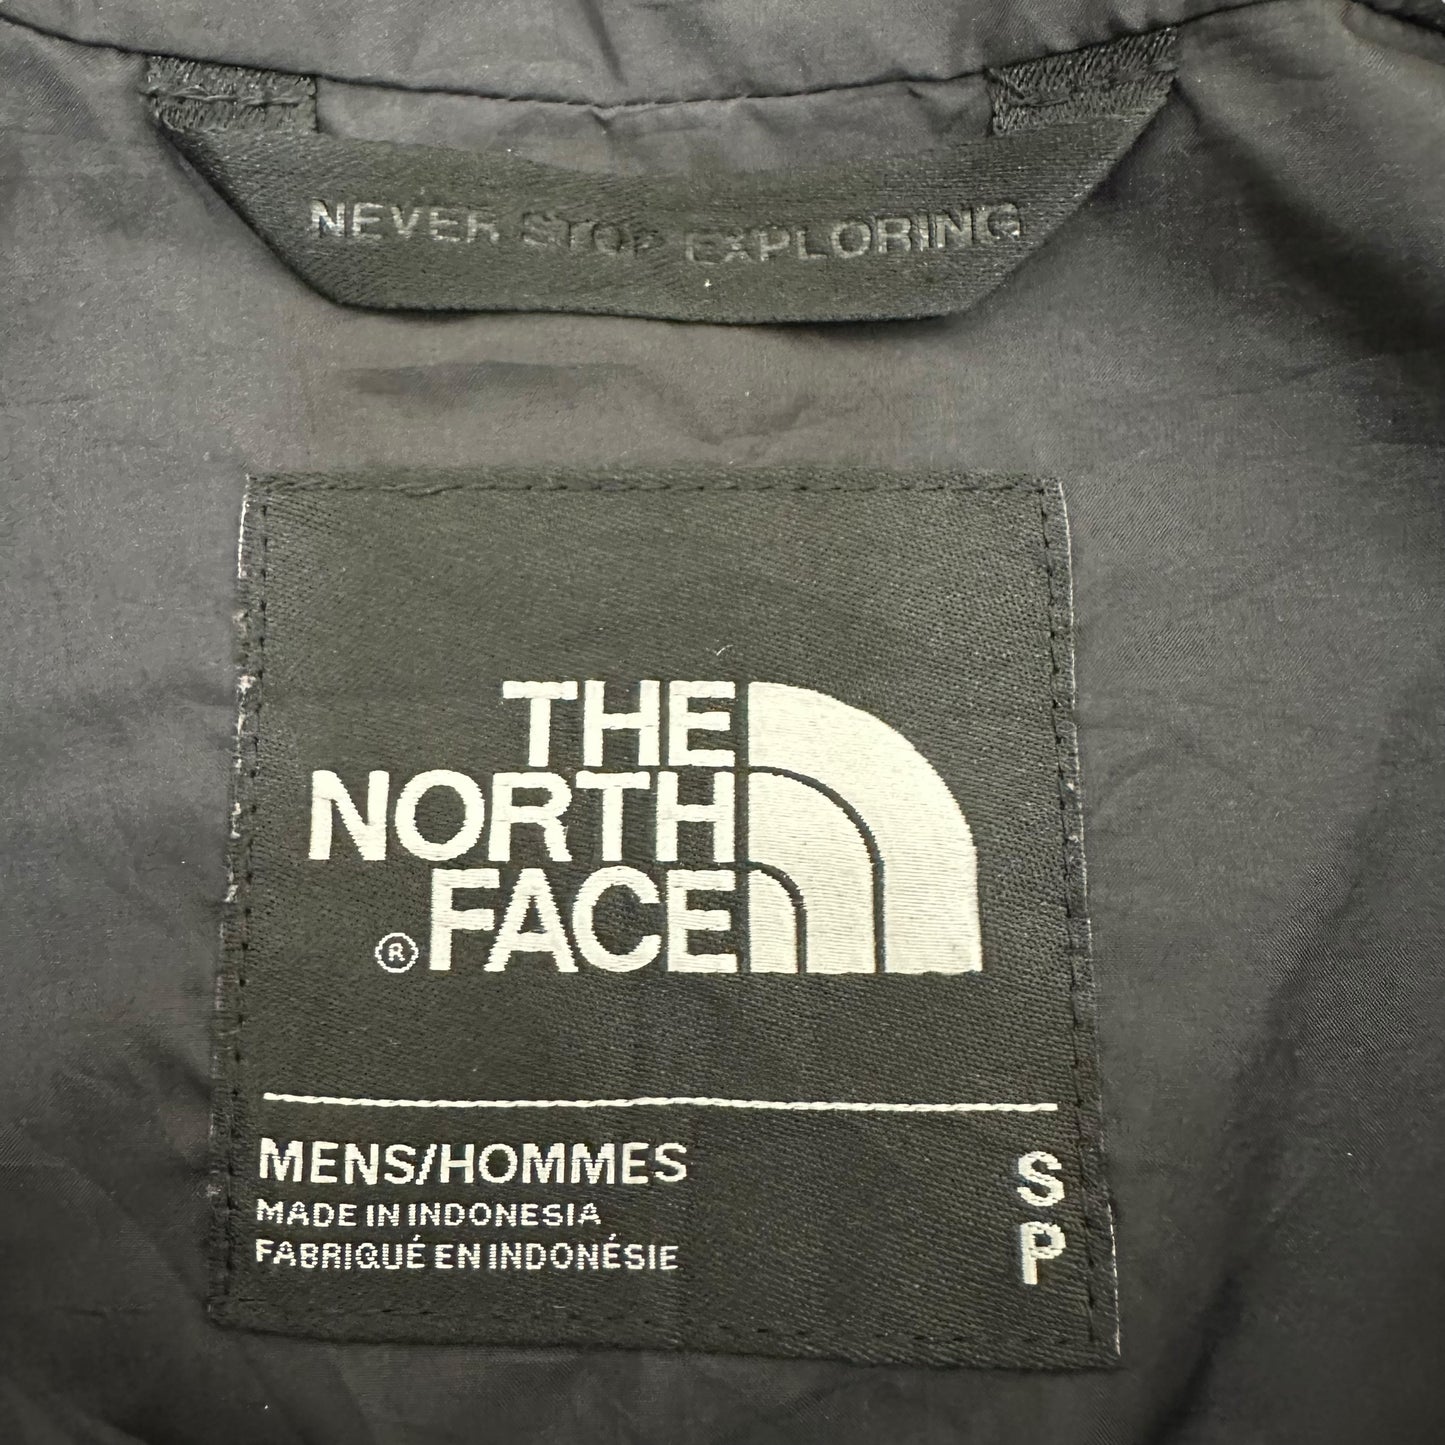 NEVER STOP EXPLORING
THE
NORTH
® FACE
MENS/HOMMES S
MADE IN INDONESIA
FABRIQUÉ EN INDONÉSIE P